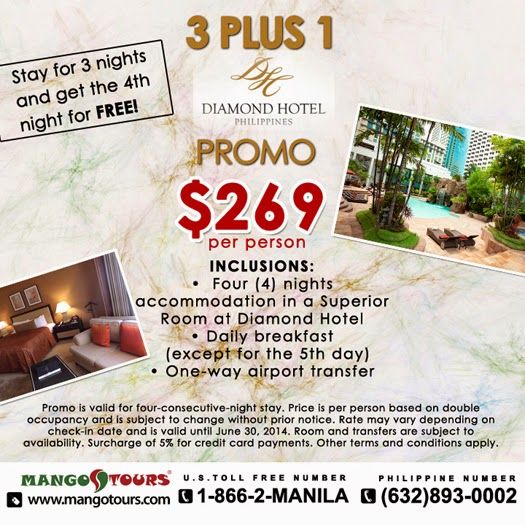 3 PLUS 1
Stay for 3 nights
and get the 4th
night for FREE!
DH
DIAMOND HOTEL
PHILIPPINES
PROMO
$269
per person
INCLUSIONS:
• Four (4) nights
accommodation in a Superior
Room at Diamond Hotel
• Daily breakfast
(except for the 5th day)
• One-way airport transfer
Promo is valid for four-consecutive-night stay. Price is per person based on double
occupancy and is subject to change without prior notice. Rate may vary depending on
check-in date and is valid until June 30, 2014. Room and transfers are subject to
availability. Surcharge of 5% for credit card payments. Other terms and conditions apply.
MANGO TOURS®
www.mangotours.com
U.S. TOLL FREE NUMBER
1-866-2-MANILA
PHILIPPINE NUMBER
(632)893-0002